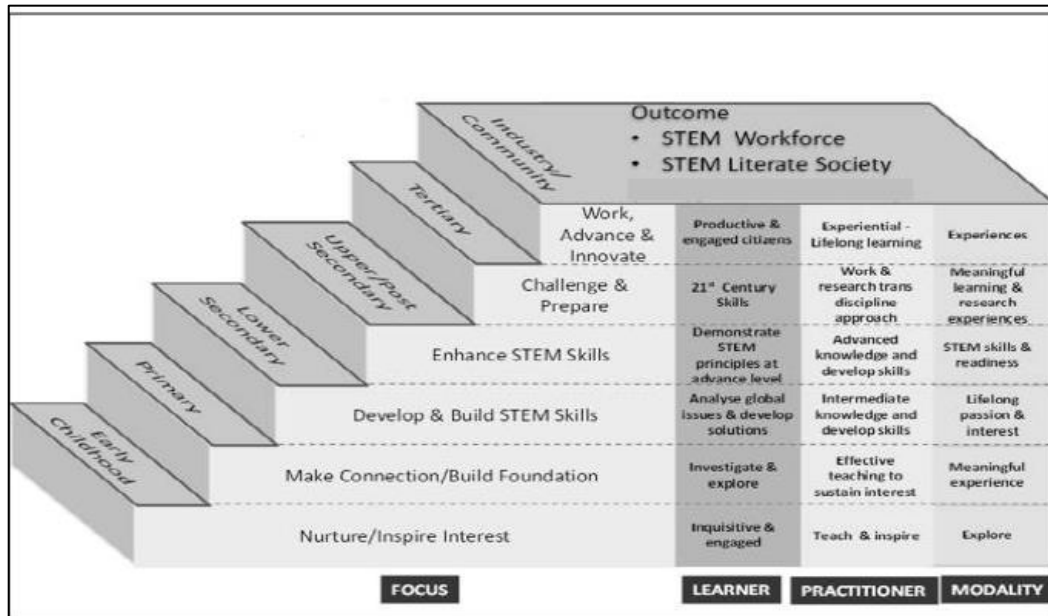 Outcome
• STEM Workforce
• STEM Literate Society
Industry/
Community
Work,
Advance &
Innovate
Productive &
engaged citizens
Experiential -
Lifelong learning
Experiences
Tertiary
Challenge &
Prepare
21st Century
Skills
Work &
research trans
discipline
approach
Meaningful
learning &
research
experiences
Upper/Post
Secondary
Enhance STEM Skills
Demonstrate
STEM
principles at
advance level
Advanced
knowledge and
develop skills
STEM skills &
readiness
Lower
Secondary
Develop & Build STEM Skills
Analyse global
issues & develop
solutions
Intermediate
knowledge and
develop skills
Lifelong
passion &
interest
Primary
Make Connection/Build Foundation
Investigate &
explore
Effective
teaching to
sustain interest
Meaningful
experience
Early
Childhood
Nurture/Inspire Interest
Inquisitive &
engaged
Teach & inspire
Explore
FOCUS
LEARNER
PRACTITIONER
MODALITY